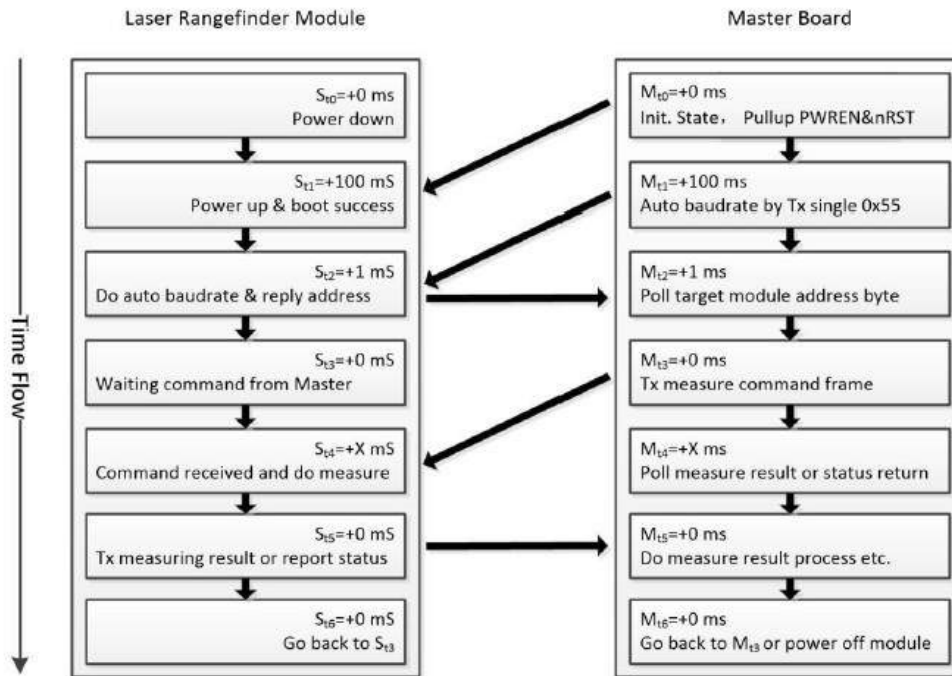 Laser Rangefinder Module
Master Board
Time Flow
St0=+0 ms
Power down
St1=+100 mS
Power up & boot success
St2=+1 mS
Do auto baudrate & reply address
St3=+0 mS
Waiting command from Master
St4=+X mS
Command received and do measure
St5=+0 mS
Tx measuring result or report status
St6=+0 mS
Go back to St3
Mt0=+0 ms
Init. State， Pullup PWREN&nRST
Mt1=+100 ms
Auto baudrate by Tx single 0x55
Mt2=+1 ms
Poll target module address byte
Mt3=+0 ms
Tx measure command frame
Mt4=+X ms
Poll measure result or status return
Mt5=+0 ms
Do measure result process etc.
Mt6=+0 ms
Go back to Mt3 or power off module